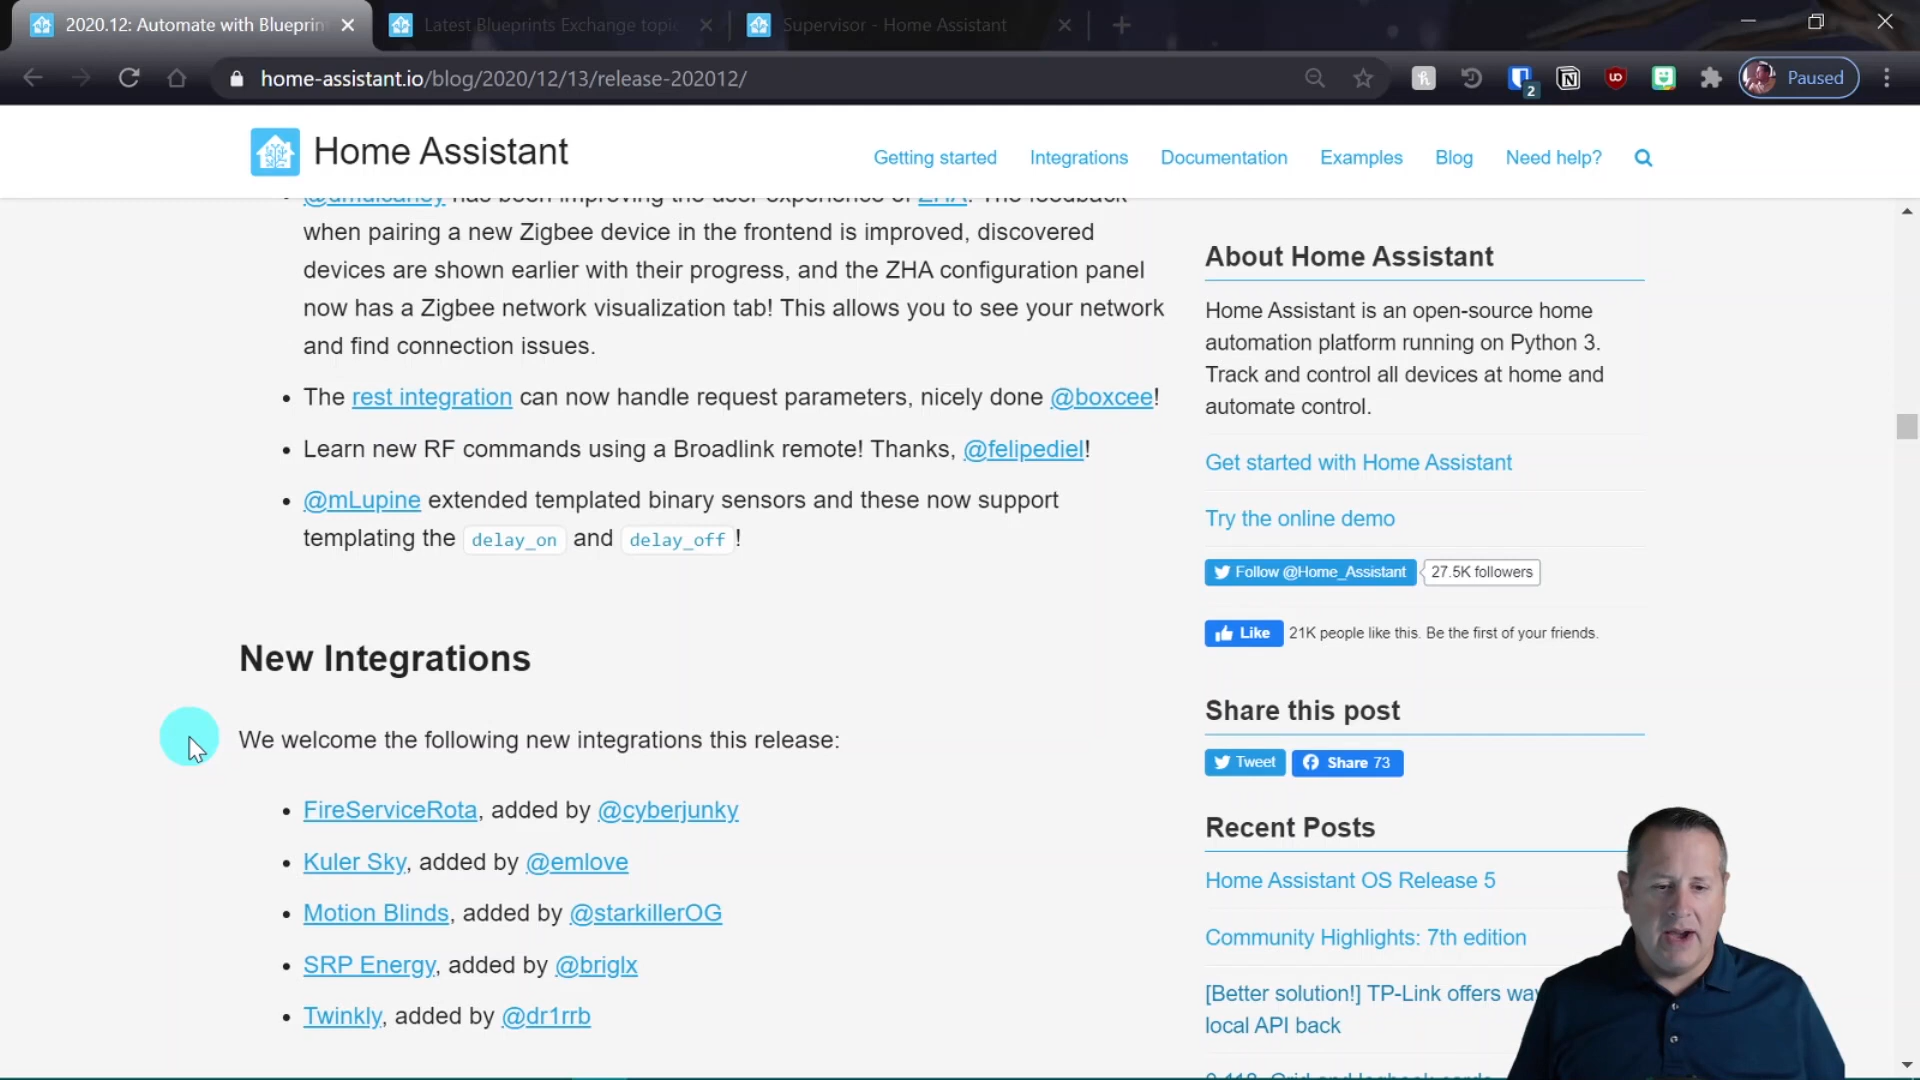 2020.12: Automate with Blueprin
Latest Blueprints Exchange topic
Supervisor - Home Assistant
home-assistant.io/blog/2020/12/13/release-202012/
2
Paused
Home Assistant
Getting started
Integrations
Documentation
Examples
Blog
Need help?
when pairing a new Zigbee device in the frontend is improved, discovered
devices are shown earlier with their progress, and the ZHA configuration panel
now has a Zigbee network visualization tab! This allows you to see your network
and find connection issues.
The rest integration can now handle request parameters, nicely done @boxcee!
Learn new RF commands using a Broadlink remote! Thanks, @felipediel!
@mLupine extended templated binary sensors and these now support
templating the delay_on and delay_off!
New Integrations
We welcome the following new integrations this release:
FireServiceRota, added by @cyberjunky
Kuler Sky, added by @emlove
Motion Blinds, added by @starkillerOG
SRP Energy, added by @briglx
Twinkly, added by @dr1rrb
About Home Assistant
Home Assistant is an open-source home
automation platform running on Python 3.
Track and control all devices at home and
automate control.
Get started with Home Assistant
Try the online demo
Follow @Home_Assistant
27.5K followers
Like
21K people like this. Be the first of your friends.
Share this post
Tweet
Share 73
Recent Posts
Home Assistant OS Release 5
Community Highlights: 7th edition
[Better solution!] TP-Link offers way
local API back